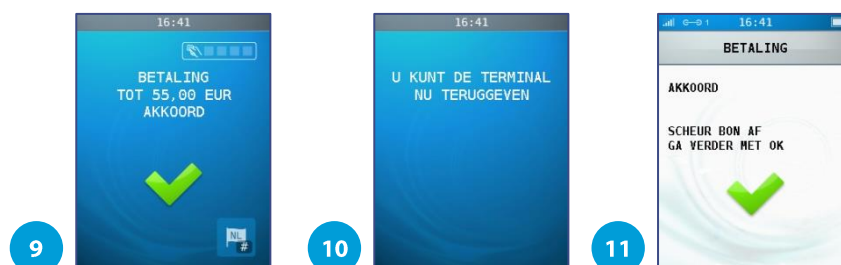 16:41
BETALING
TOT 55,00 EUR
AKKOORD
NL
#
9
16:41
U KUNT DE TERMINAL
NU TERUGGEVEN
10
1 16:41
BETALING
AKKOORD
SCHEUR BON AF
GA VERDER MET OK
11